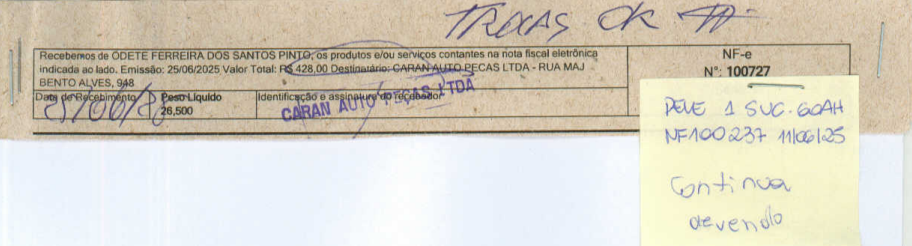 TROCAS OK
Recebemos de ODETE FERREIRA DOS SANTOS PINTO, os produtos e/ou serviços contantes na nota fiscal eletrônica
indicada ao lado. Emissão: 25/06/2025 Valor Total: R$ 428,00 Destinatário: CARAN AUTO PECAS LTDA - RUA MAJ
BENTO ALVES, 948
NF-e
Nº: 100727
Data de Recebimento
Peso Liquido
26,500
Identificação e assinatura do recebedor
CARAN AUTO PEÇAS LTDA
DEVE 1 SUC-60AH
NF100237 11/06/25
Continua
devendo